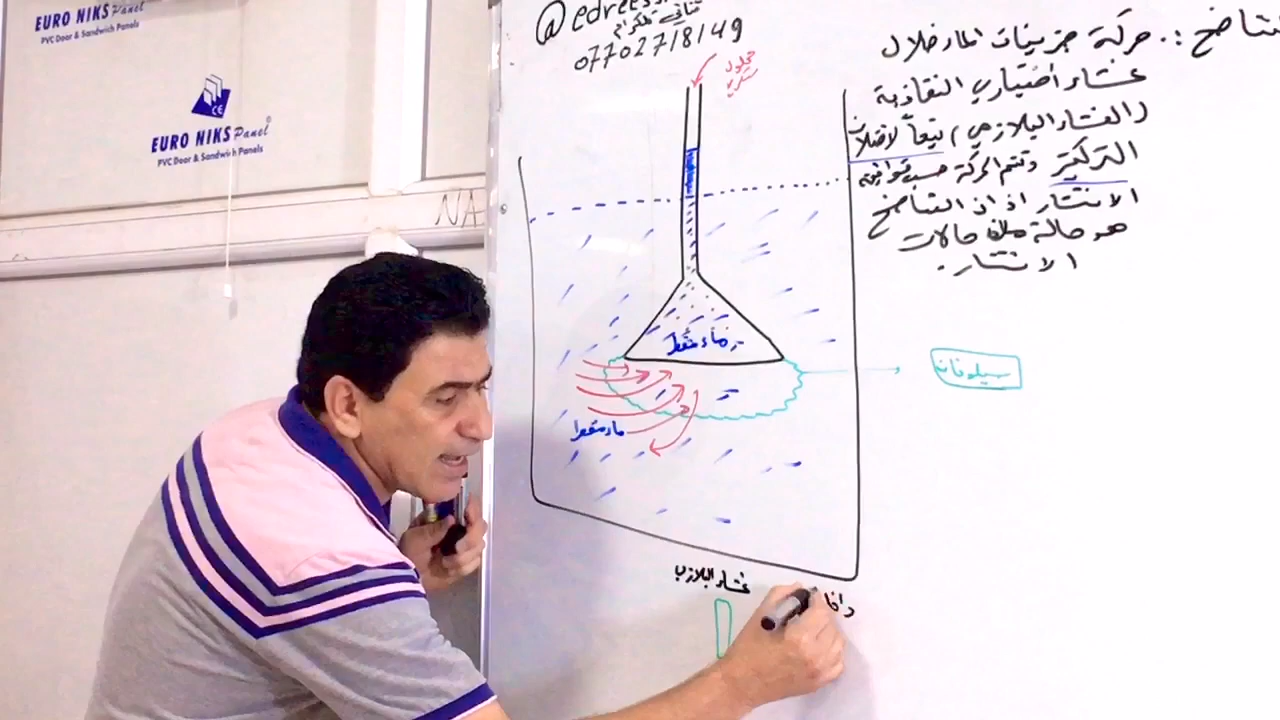 EURO NIKS Panel
PVC Door & Sandwich Panels
CE
EURO NIKS Panel®
PVC Door & Sandwich Panels
NA
@edrees
07702718149
محلول
سكري
التناضح :. حركة جزيئات الماء خلال
غشاء اختياري النفاذية
(الغشاء البلازمي) تبعاً لاختلاف
التركيز وتتم الحركة حسب قوانين
الانتشار اذ ان التناضح
هو حالة من حالات
الانتشار.
ماء مقطر
سيلوفان
ماء مقطر
غشاء البلازمي